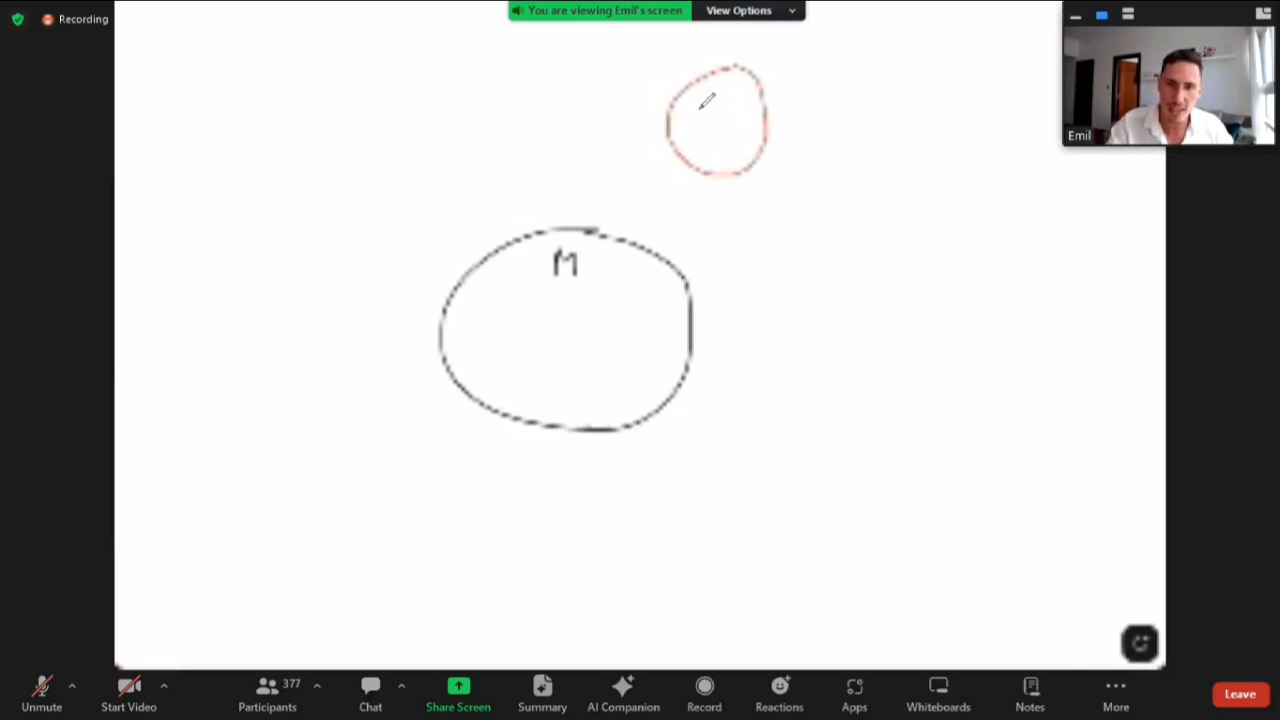 Recording
You are viewing Emil's screen
View Options
Emil
M
Unmute
Start Video
Participants
377
Chat
Share Screen
Summary
AI Companion
Record
Reactions
Apps
Whiteboards
Notes
More
Leave